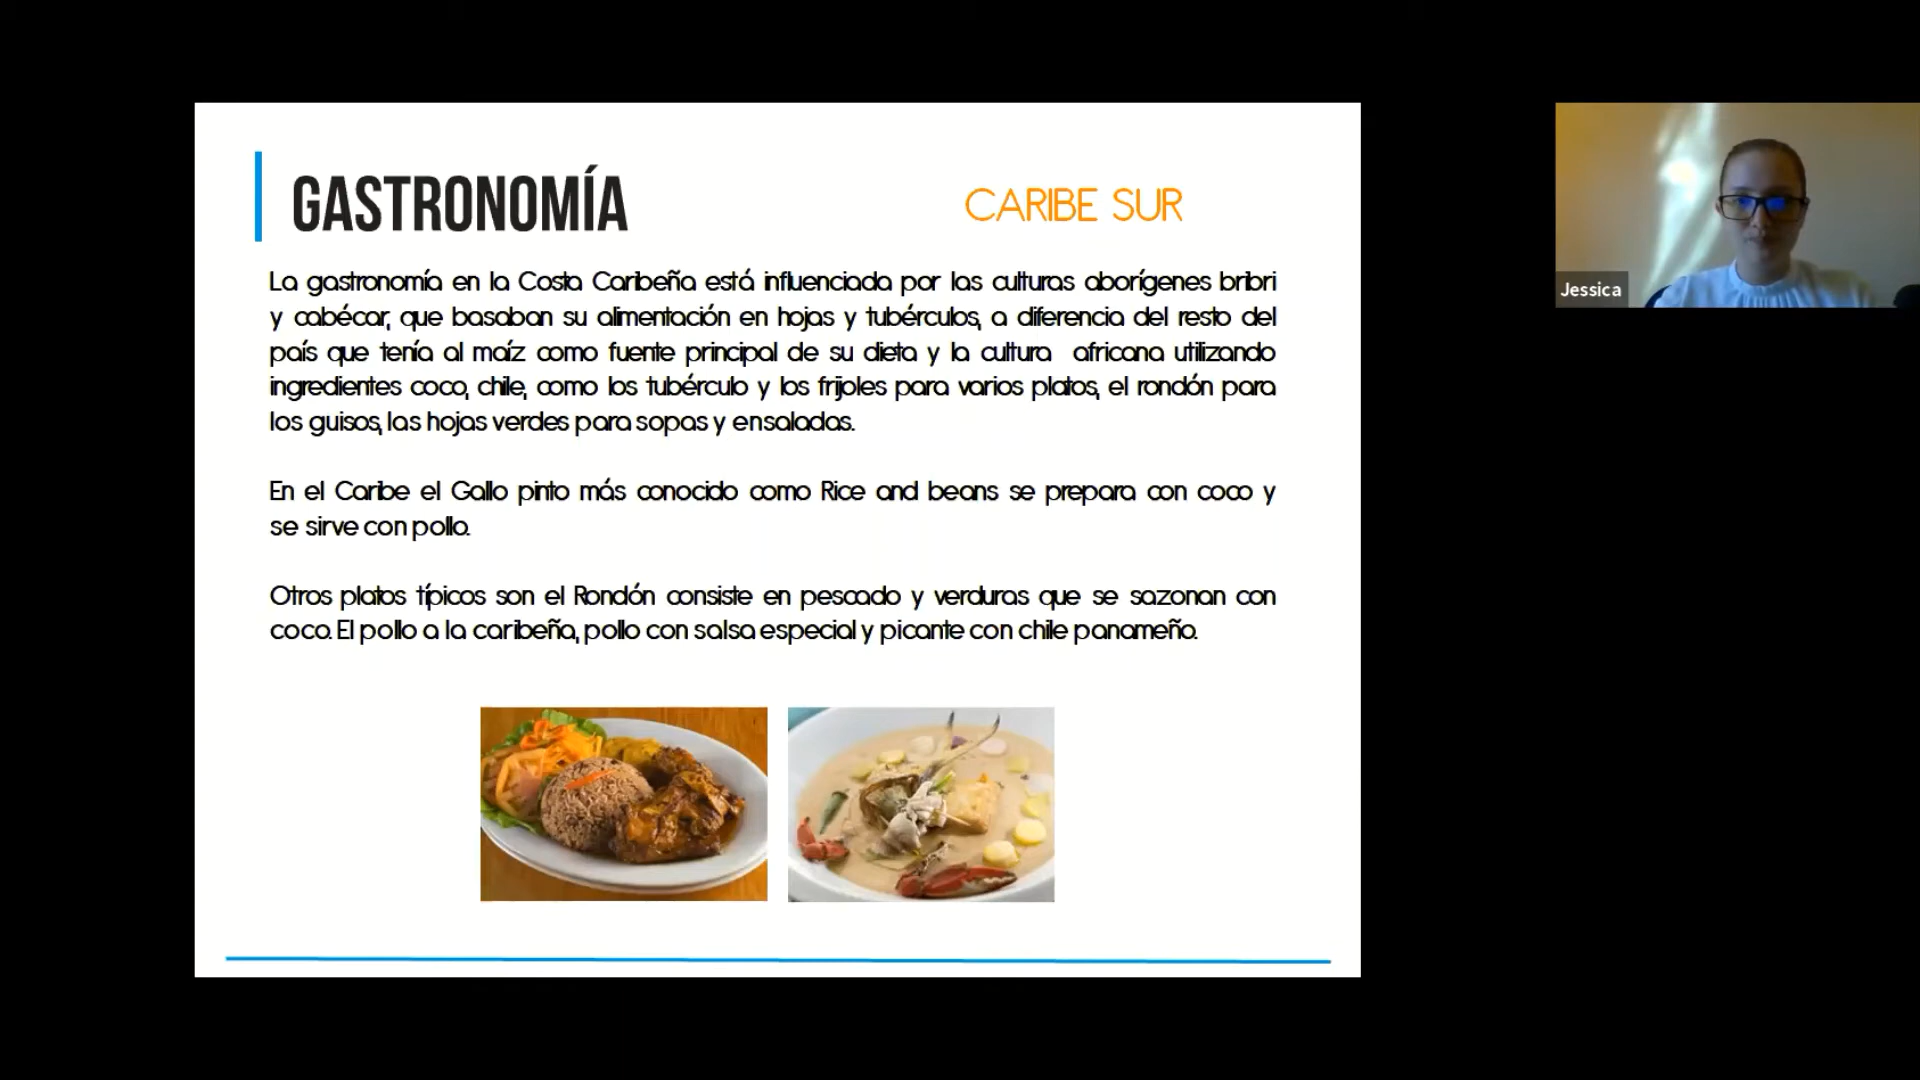 GASTRONOMÍA
CARIBE SUR
La gastronomía en la Costa Caribeña está influenciada por las culturas aborígenes bribri
y cabécar, que basaban su alimentación en hojas y tubérculos, a diferencia del resto del
país que tenía al maíz como fuente principal de su dieta y la cultura africana utilizando
ingredientes coco, chile, como los tubérculo y los frijoles para varios platos, el rondón para
los guisos, las hojas verdes para sopas y ensaladas.
En el Caribe el Gallo pinto más conocido como Rice and beans se prepara con coco y
se sirve con pollo.
Otros platos típicos son el Rondón consiste en pescado y verduras que se sazonan con
coco. El pollo a la caribeña, pollo con salsa especial y picante con chile panameño.
Jessica